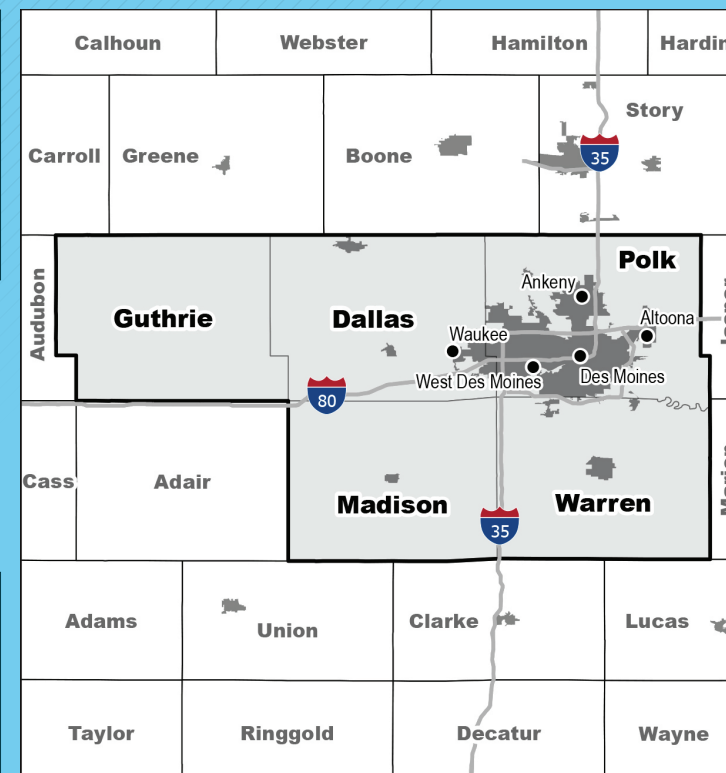 Calhoun
Webster
Hamilton
Hardin
Story
Carroll
Greene
Boone
35
Audubon
Guthrie
Dallas
Polk
Ankeny
Altoona
Waukee
West Des Moines
Des Moines
80
Cass
Adair
Madison
Warren
35
Adams
Union
Clarke
Lucas
Taylor
Ringgold
Decatur
Wayne